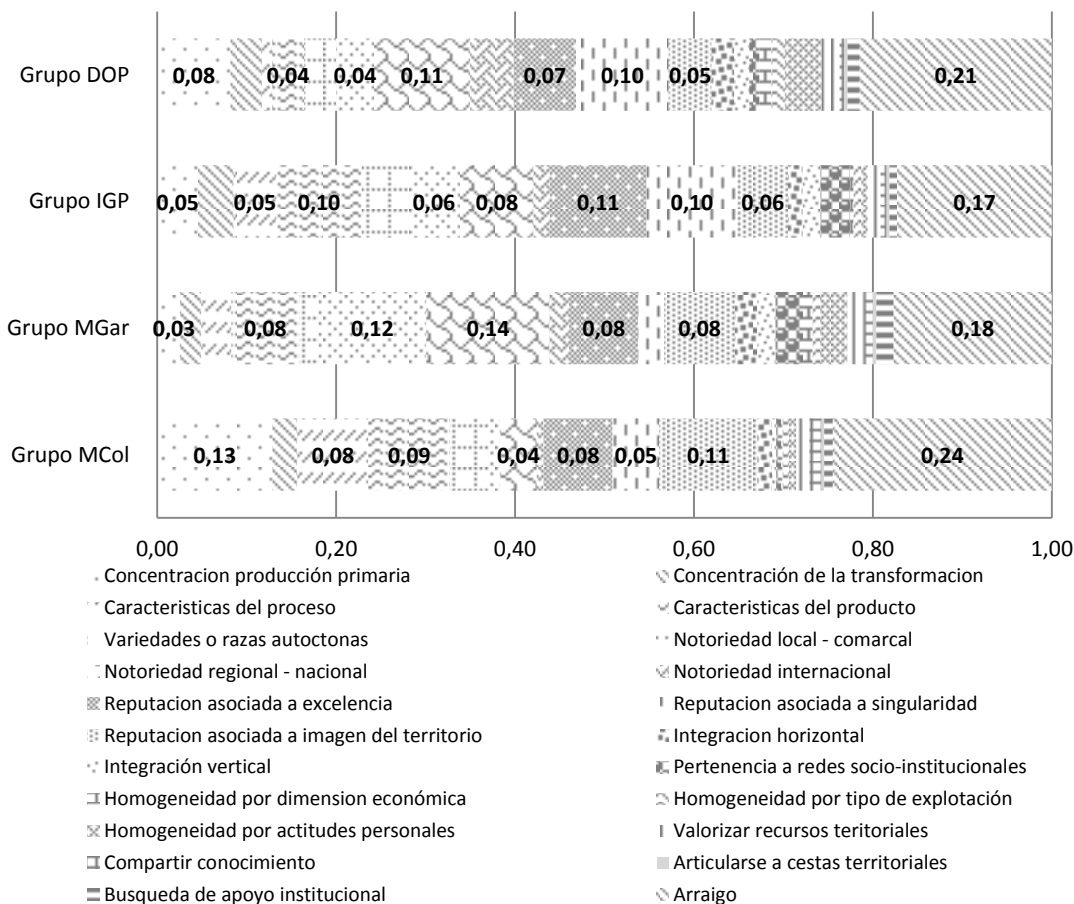 Grupo DOP 0,08 0,04 0,04 0,11 0,07 0,10 0,05 0,21
Grupo IGP 0,05 0,05 0,10 0,06 0,08 0,11 0,10 0,06 0,17
Grupo MGar 0,03 0,08 0,12 0,14 0,08 0,08 0,18
Grupo MCol 0,13 0,08 0,09 0,04 0,08 0,05 0,11 0,24
0,00 0,20 0,40 0,60 0,80 1,00
Concentracion producción primaria Concentración de la transformacion
Caracteristicas del proceso Caracteristicas del producto
Variedades o razas autoctonas Notoriedad local - comarcal
Notoriedad regional - nacional Notoriedad internacional
Reputacion asociada a excelencia Reputacion asociada a singularidad
Reputacion asociada a imagen del territorio Integracion horizontal
Integración vertical Pertenencia a redes socio-institucionales
Homogeneidad por dimension económica Homogeneidad por tipo de explotación
Homogeneidad por actitudes personales Valorizar recursos teritoriales
Compartir conocimiento Articularse a cestas territoriales
Busqueda de apoyo institucional Arraigo